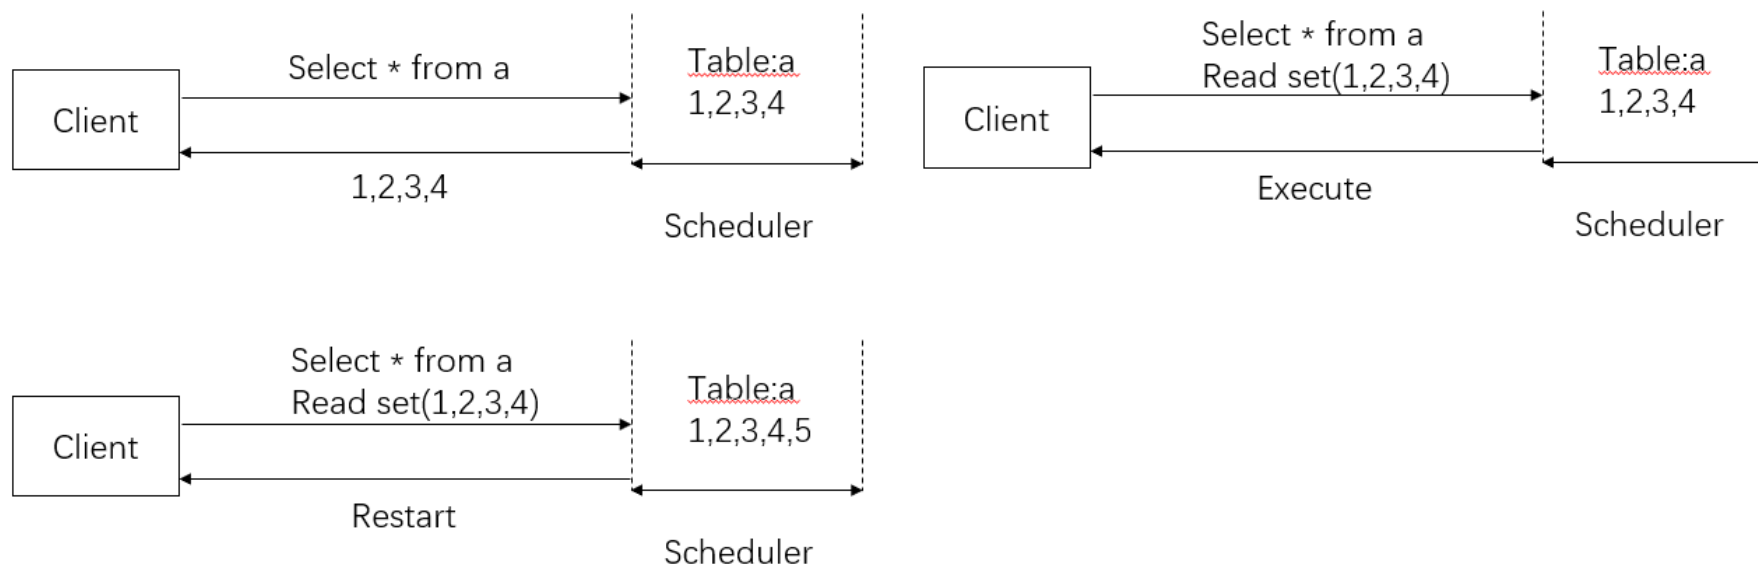 Select * from a
Table:a
1,2,3,4
Client
1,2,3,4
Scheduler
Select * from a
Read set(1,2,3,4)
Table:a
1,2,3,4
Client
Execute
Scheduler
Select * from a
Read set(1,2,3,4)
Table:a
1,2,3,4,5
Client
Restart
Scheduler